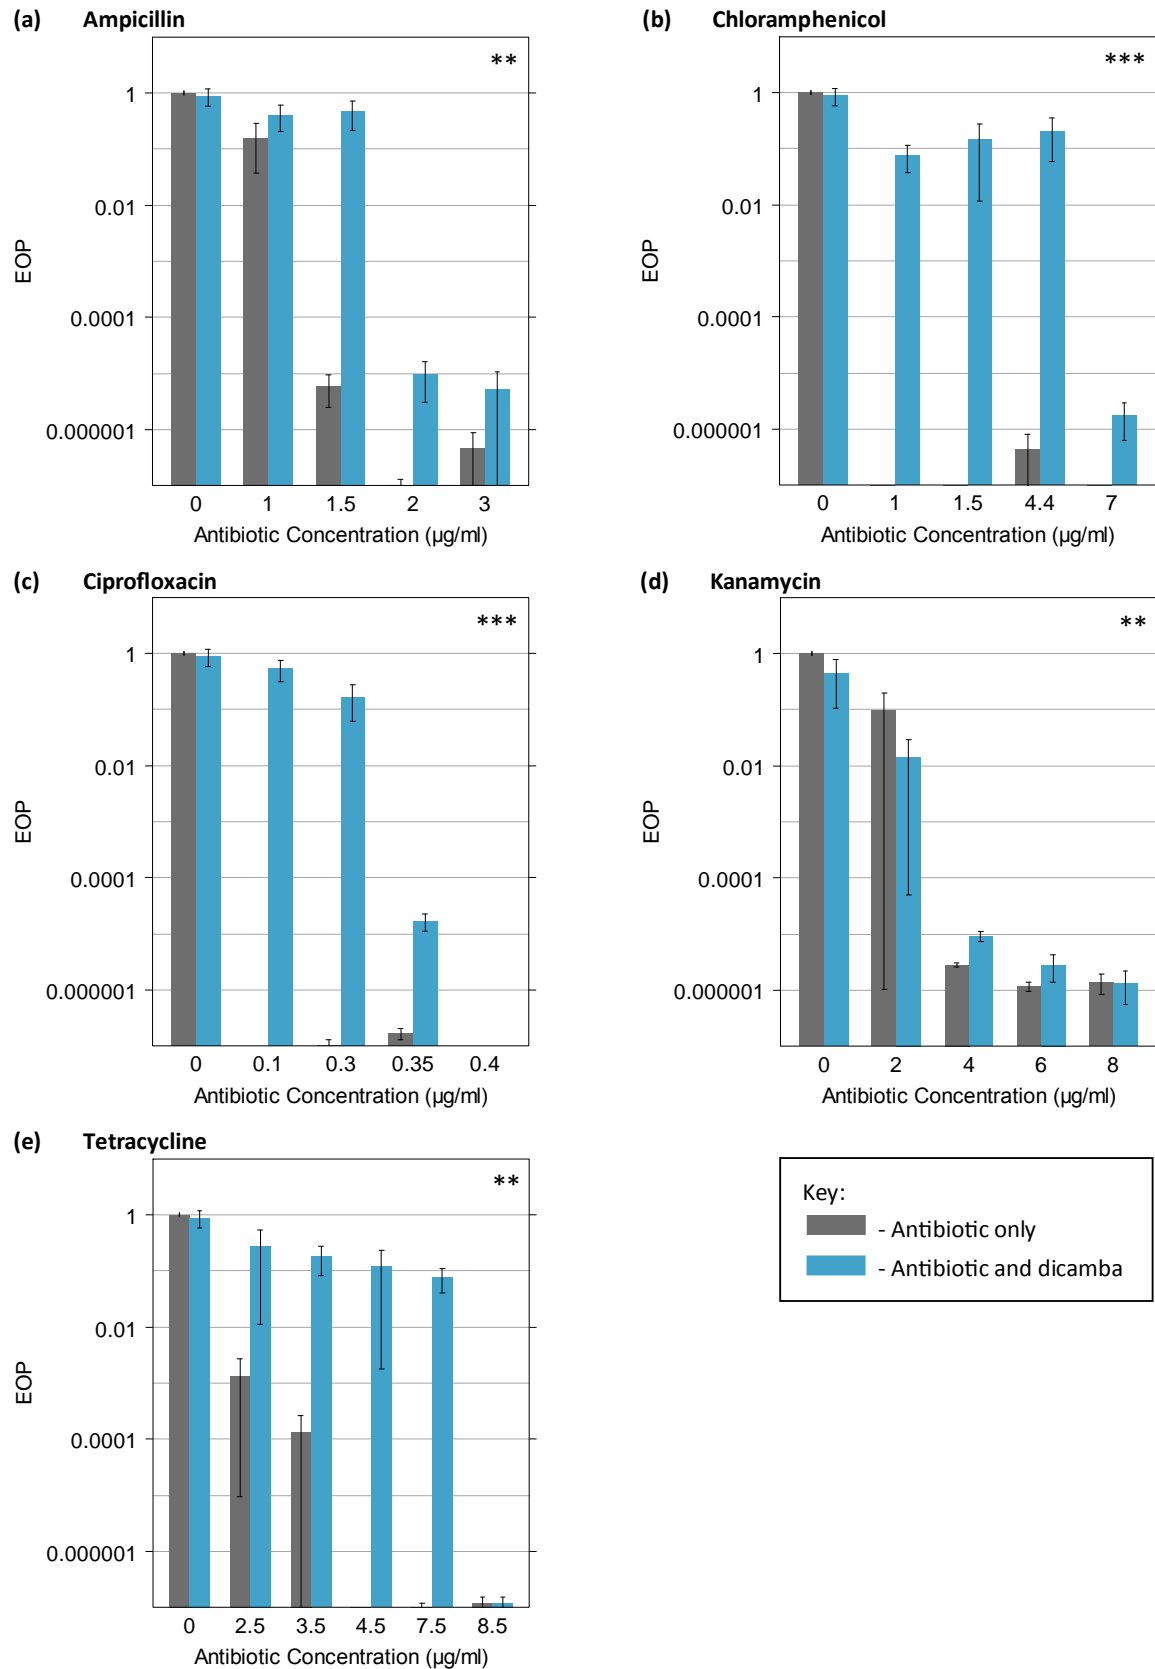 (a) Ampicillin
**
1
0.01
0.0001
0.000001
EOP
0 1 1.5 2 3
Antibiotic Concentration (µg/ml)
(b) Chloramphenicol
***
1
0.01
0.0001
0.000001
EOP
0 1 1.5 4.4 7
Antibiotic Concentration (µg/ml)
(c) Ciprofloxacin
***
1
0.01
0.0001
0.000001
EOP
0 0.1 0.3 0.35 0.4
Antibiotic Concentration (µg/ml)
(d) Kanamycin
**
1
0.01
0.0001
0.000001
EOP
0 2 4 6 8
Antibiotic Concentration (µg/ml)
(e) Tetracycline
**
1
0.01
0.0001
0.000001
EOP
0 2.5 3.5 4.5 7.5 8.5
Antibiotic Concentration (µg/ml)
Key:
- Antibiotic only
- Antibiotic and dicamba